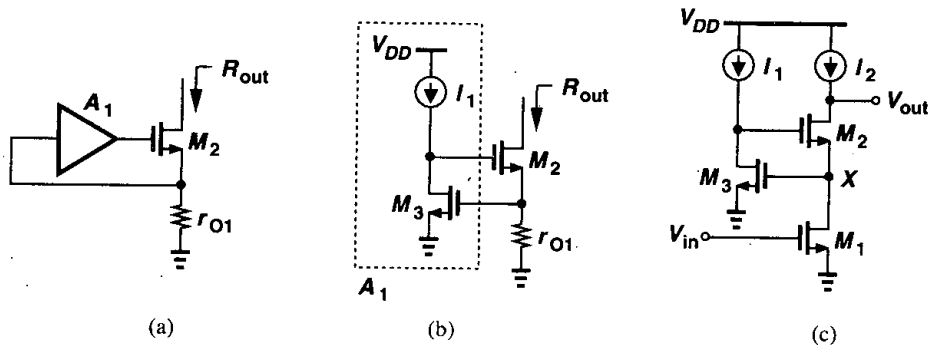 A1
Rout
M2
rO1
(a)
VDD
I1
Rout
M2
M3
rO1
A1
(b)
VDD
I1
I2
Vout
M2
M3
X
Vin
M1
(c)